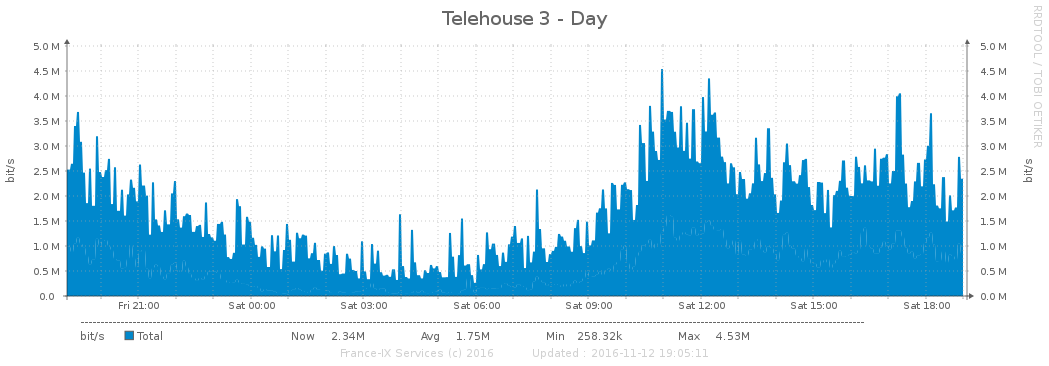 Telehouse 3 - Day
RRDTOOL / TOBI OETIKER
bit/s
bit/s
5.0 M 5.0 M
4.5 M 4.5 M
4.0 M 4.0 M
3.5 M 3.5 M
3.0 M 3.0 M
2.5 M 2.5 M
2.0 M 2.0 M
1.5 M 1.5 M
1.0 M 1.0 M
0.5 M 0.5 M
0.0 0.0 M
Fri 21:00 Sat 00:00 Sat 03:00 Sat 06:00 Sat 09:00 Sat 12:00 Sat 15:00 Sat 18:00
bit/s Total Now 2.34M Avg 1.75M Min 258.32k Max 4.53M
France-IX Services (c) 2016 Updated : 2016-11-12 19:05:11